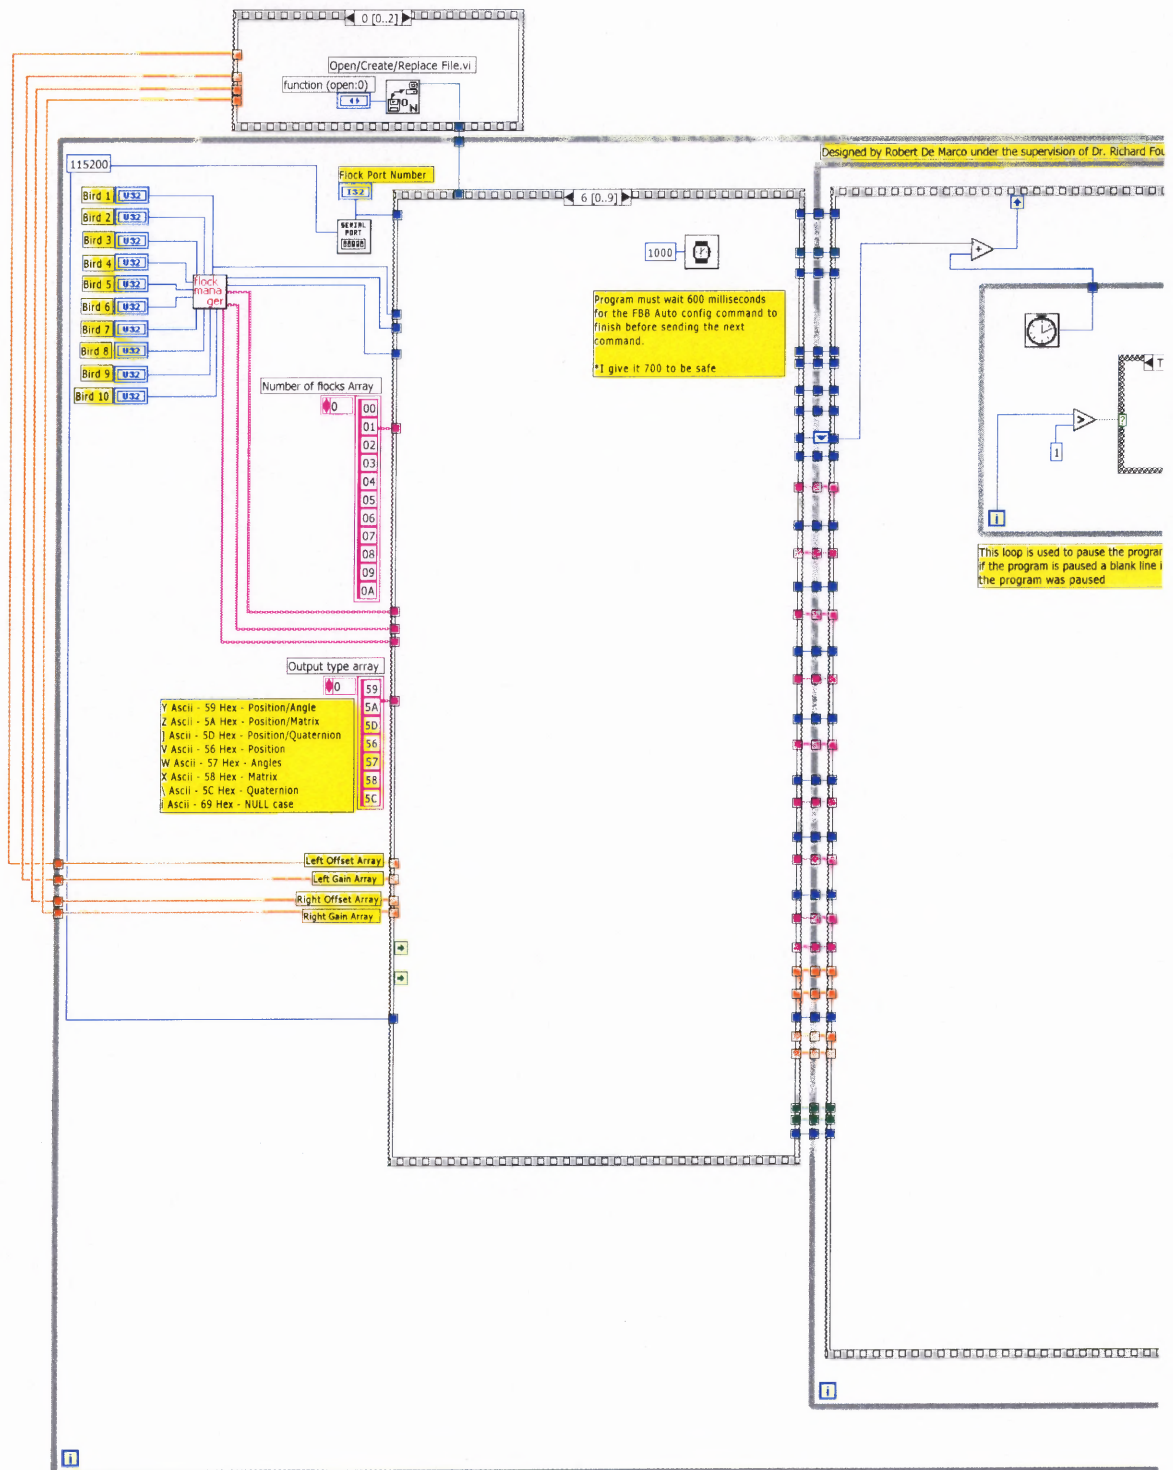 0 [0..2]
Open/Create/Replace File.vi
function (open:0)
N
Designed by Robert De Marco under the supervision of Dr. Richard Fou
115200
Flock Port Number
I32
SERIAL
PORT
Bird 1 U32
Bird 2 U32
Bird 3 U32
Bird 4 U32
Bird 5 U32
Bird 6 U32
Bird 7 U32
Bird 8 U32
Bird 9 U32
Bird 10 U32
flock
mana
ger
6 [0..9]
1000
Program must wait 600 milliseconds
for the FBB Auto config command to
finish before sending the next
command.
*I give it 700 to be safe
+
T
>
?
1
i
This loop is used to pause the prograr
if the program is paused a blank line i
the program was paused
Number of flocks Array
0
00
01
02
03
04
05
06
07
08
09
0A
Output type array
0
59
5A
5D
56
57
58
5C
Y Ascii - 59 Hex - Position/Angle
Z Ascii - 5A Hex - Position/Matrix
] Ascii - 5D Hex - Position/Quaternion
V Ascii - 56 Hex - Position
W Ascii - 57 Hex - Angles
X Ascii - 58 Hex - Matrix
\ Ascii - 5C Hex - Quaternion
i Ascii - 69 Hex - NULL case
Left Offset Array
Left Gain Array
Right Offset Array
Right Gain Array
i
i